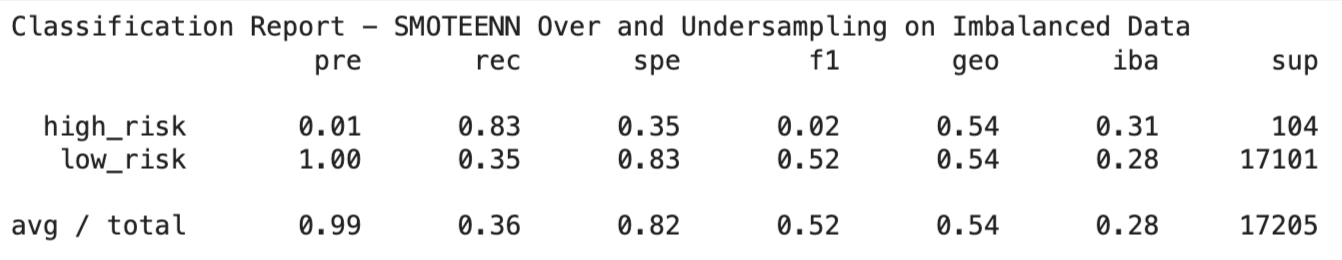 Classification Report – SMOTEENN Over and Undersampling on Imbalanced Data
pre rec spe f1 geo iba sup
high_risk 0.01 0.83 0.35 0.02 0.54 0.31 104
low_risk 1.00 0.35 0.83 0.52 0.54 0.28 17101
avg / total 0.99 0.36 0.82 0.52 0.54 0.28 17205